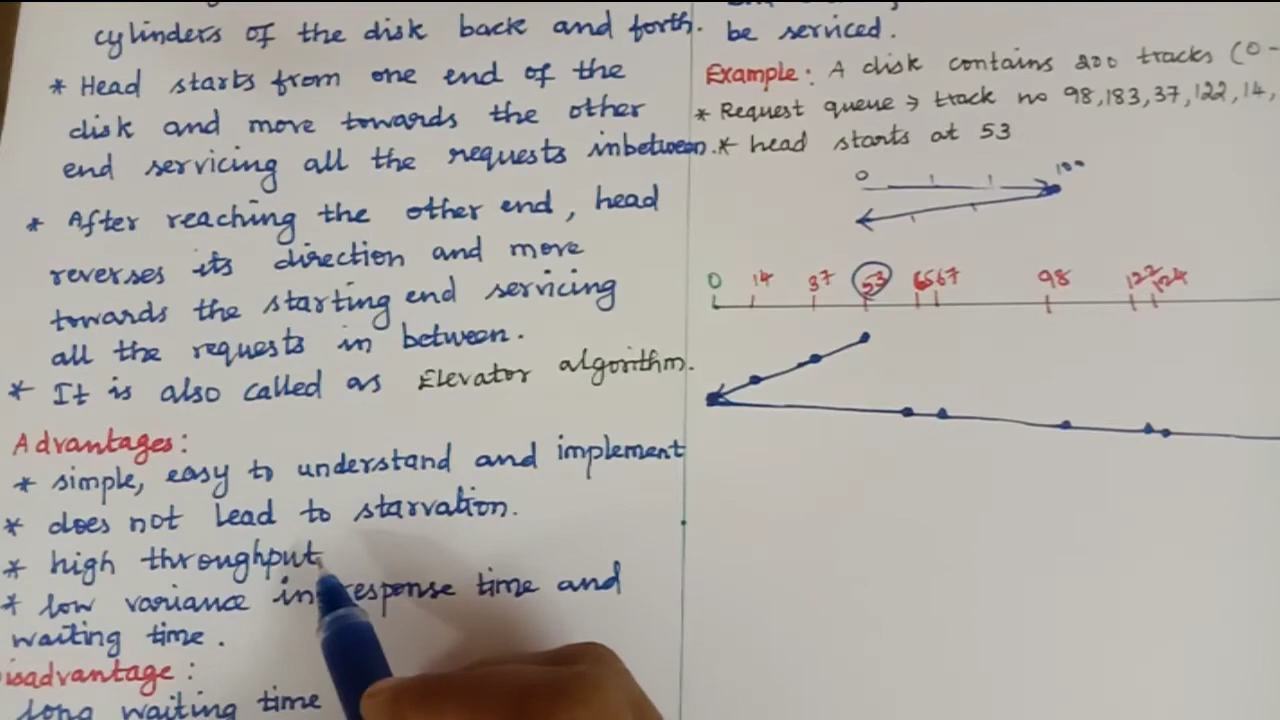 cylinders of the disk back and forth.
* Head starts from one end of the
disk and move towards the other
end servicing all the requests inbetween.
* After reaching the other end, head
reverses its direction and move
towards the starting end servicing
all the requests in between.
* It is also called as Elevator algorithm.
Advantages:
* simple, easy to understand and implement
* does not lead to starvation.
* high throughput
* low variance in response time and
waiting time.
isadvantage:
long waiting time
be serviced.
Example: A disk contains 200 tracks (0-
* Request queue → track no 98,183,37,122,14,
* head starts at 53
0 100
0 14 37 53 65 67 98 122 124